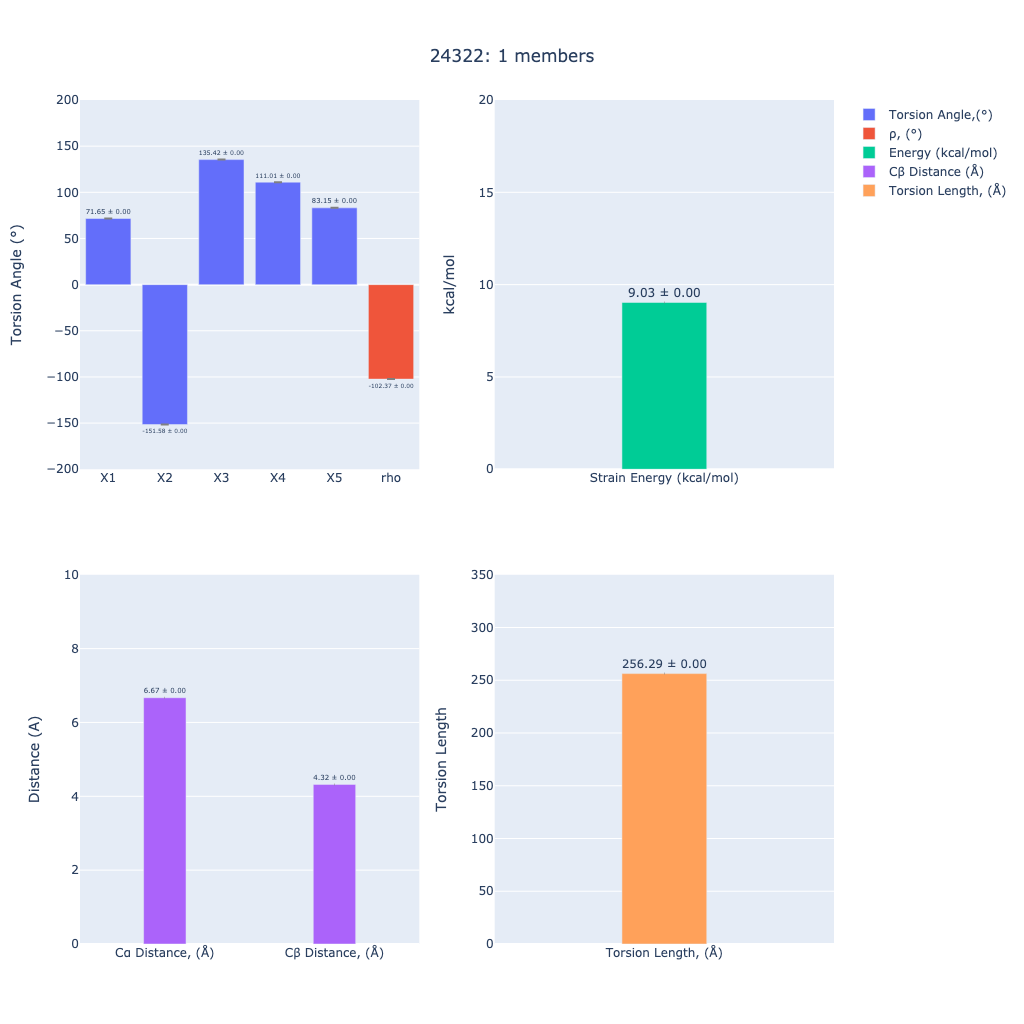 24322: 1 members
200
150
100
50
0
−50
−100
−150
−200
Torsion Angle (°)
71.65 ± 0.00
-151.58 ± 0.00
135.42 ± 0.00
111.01 ± 0.00
83.15 ± 0.00
-102.37 ± 0.00
X1 X2 X3 X4 X5 rho
20
15
10
5
0
kcal/mol
9.03 ± 0.00
Strain Energy (kcal/mol)
Torsion Angle,(°)
ρ, (°)
Energy (kcal/mol)
Cβ Distance (Å)
Torsion Length, (Å)
10
8
6
4
2
0
Distance (A)
6.67 ± 0.00
4.32 ± 0.00
Cα Distance, (Å) Cβ Distance, (Å)
350
300
250
200
150
100
50
0
Torsion Length
256.29 ± 0.00
Torsion Length, (Å)